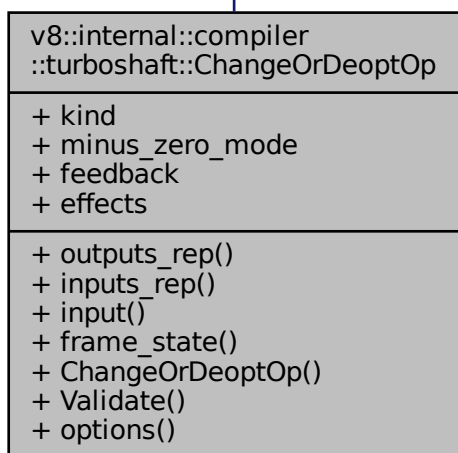 v8::internal::compiler
::turboshaft::ChangeOrDeoptOp
+ kind
+ minus_zero_mode
+ feedback
+ effects
+ outputs_rep()
+ inputs_rep()
+ input()
+ frame_state()
+ ChangeOrDeoptOp()
+ Validate()
+ options()